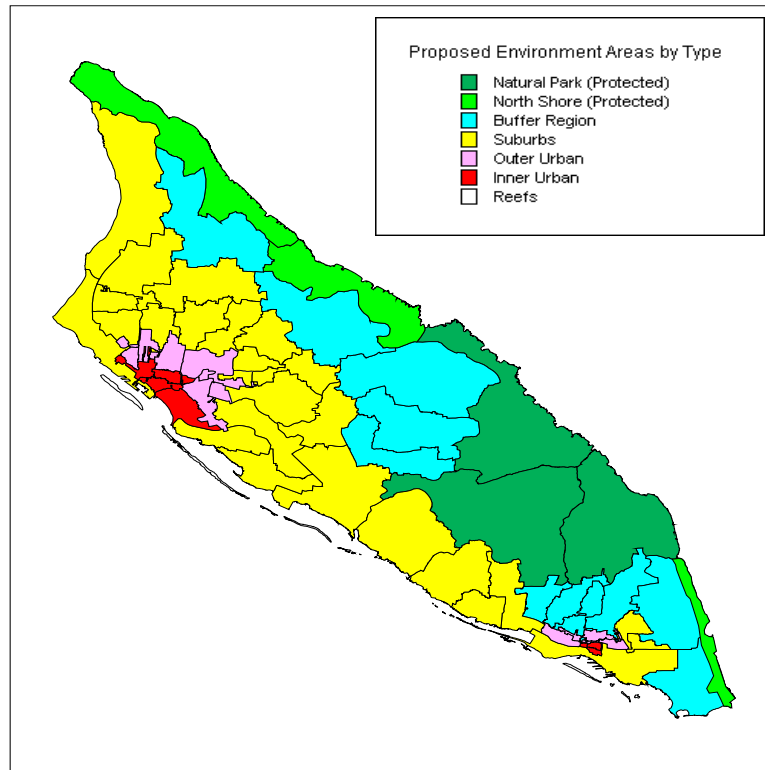 Proposed Environment Areas by Type
Natural Park (Protected)
North Shore (Protected)
Buffer Region
Suburbs
Outer Urban
Inner Urban
Reefs